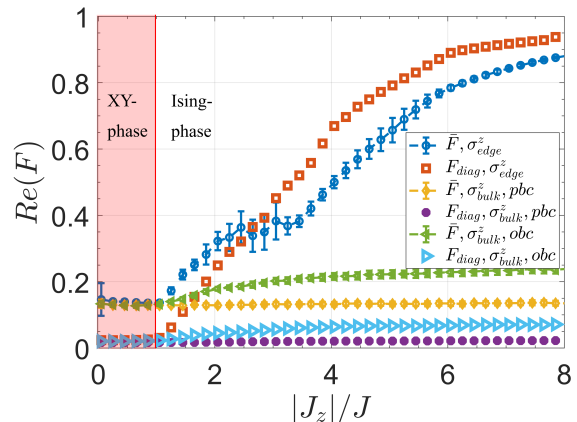 1
0.8
0.6
0.4
0.2
0
Re(F)
XY-
phase
Ising-
phase
F̄, σ^z_edge
F_diag, σ^z_edge
F̄, σ^z_bulk, pbc
F_diag, σ^z_bulk, pbc
F̄, σ^z_bulk, obc
F_diag, σ^z_bulk, obc
0 2 4 6 8
|J_z|/J